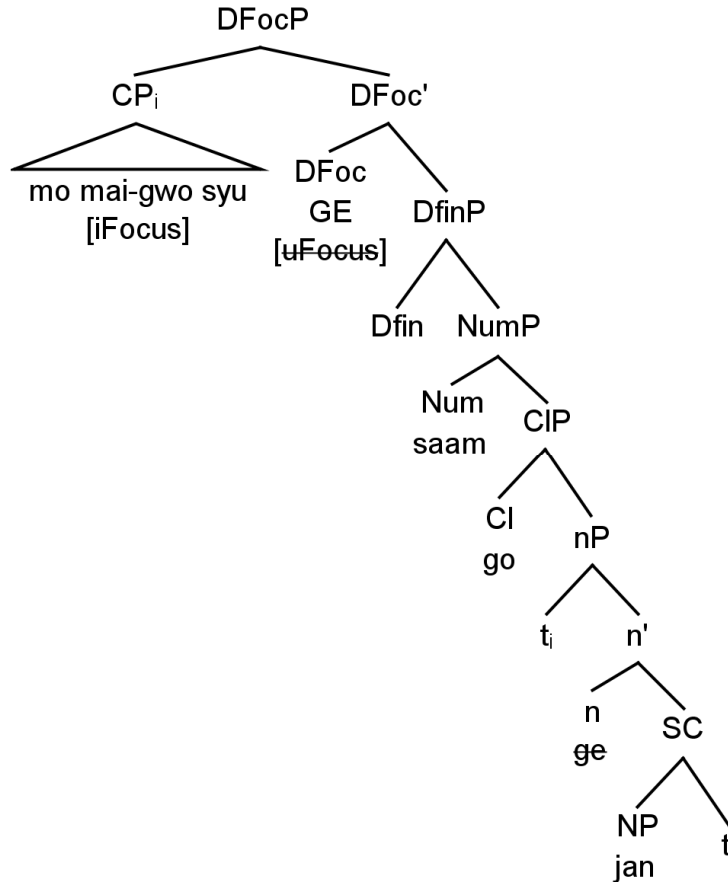 DFocP
CPᵢ DFoc'
mo mai-gwo syu
[iFocus]
DFoc
GE
[uFocus]
DfinP
Dfin NumP
Num
saam
ClP
Cl
go
nP
tᵢ n'
n
ge
SC
NP
jan
t